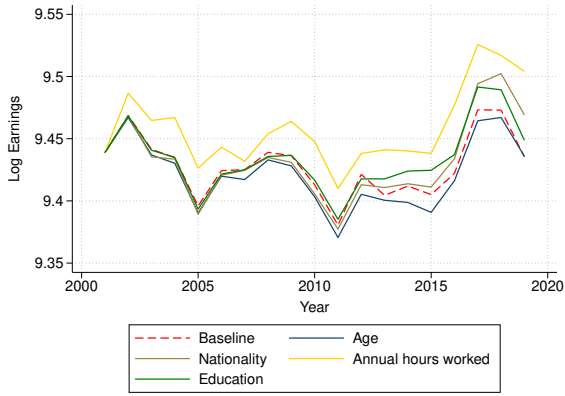 9.55
9.5
9.45
9.4
9.35
Log Earnings
2000 2005 2010 2015 2020
Year
Baseline Age
Nationality Annual hours worked
Education